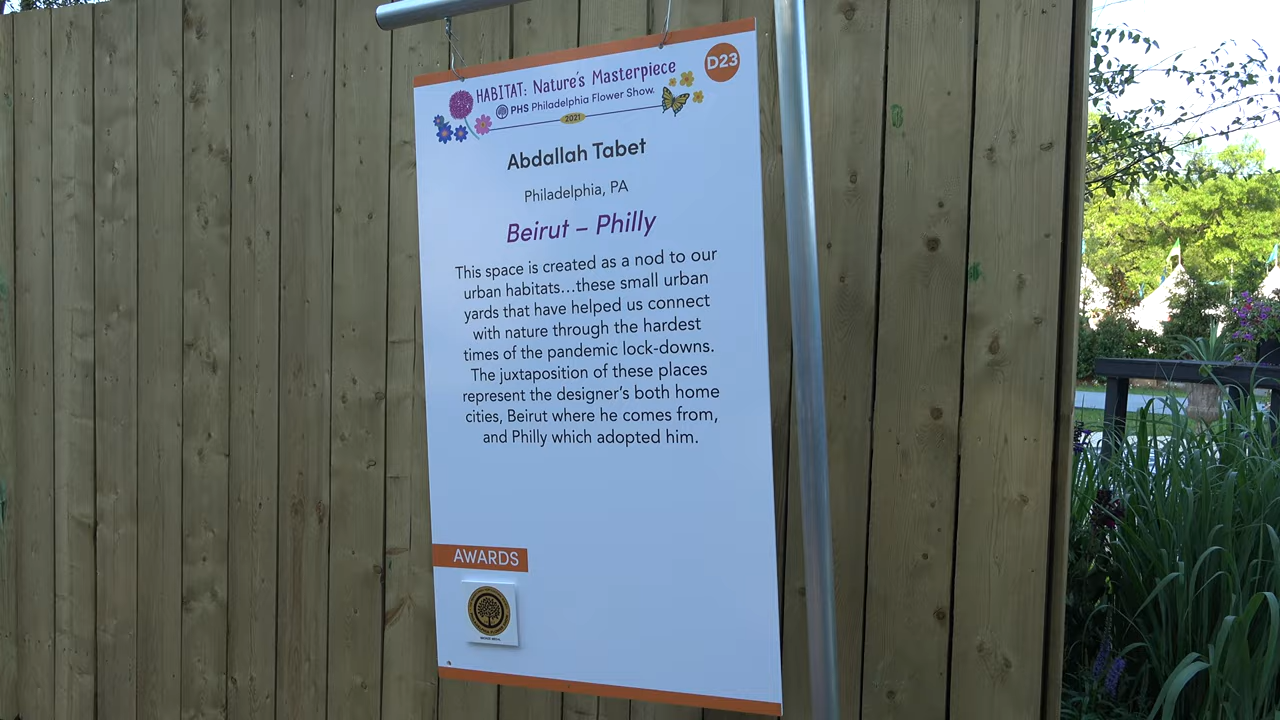 D23
HABITAT: Nature's Masterpiece
PHS Philadelphia Flower Show.
2021
Abdallah Tabet
Philadelphia, PA
Beirut – Philly
This space is created as a nod to our
urban habitats...these small urban
yards that have helped us connect
with nature through the hardest
times of the pandemic lock-downs.
The juxtaposition of these places
represent the designer's both home
cities, Beirut where he comes from,
and Philly which adopted him.
AWARDS